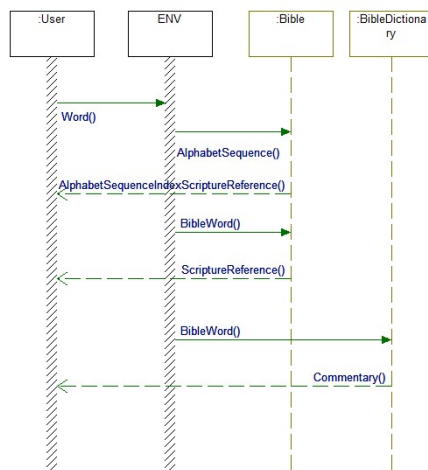 :User
ENV
:Bible
:BibleDictiona
ry
Word()
AlphabetSequence()
AlphabetSequenceIndexScriptureReference()
BibleWord()
ScriptureReference()
BibleWord()
Commentary()